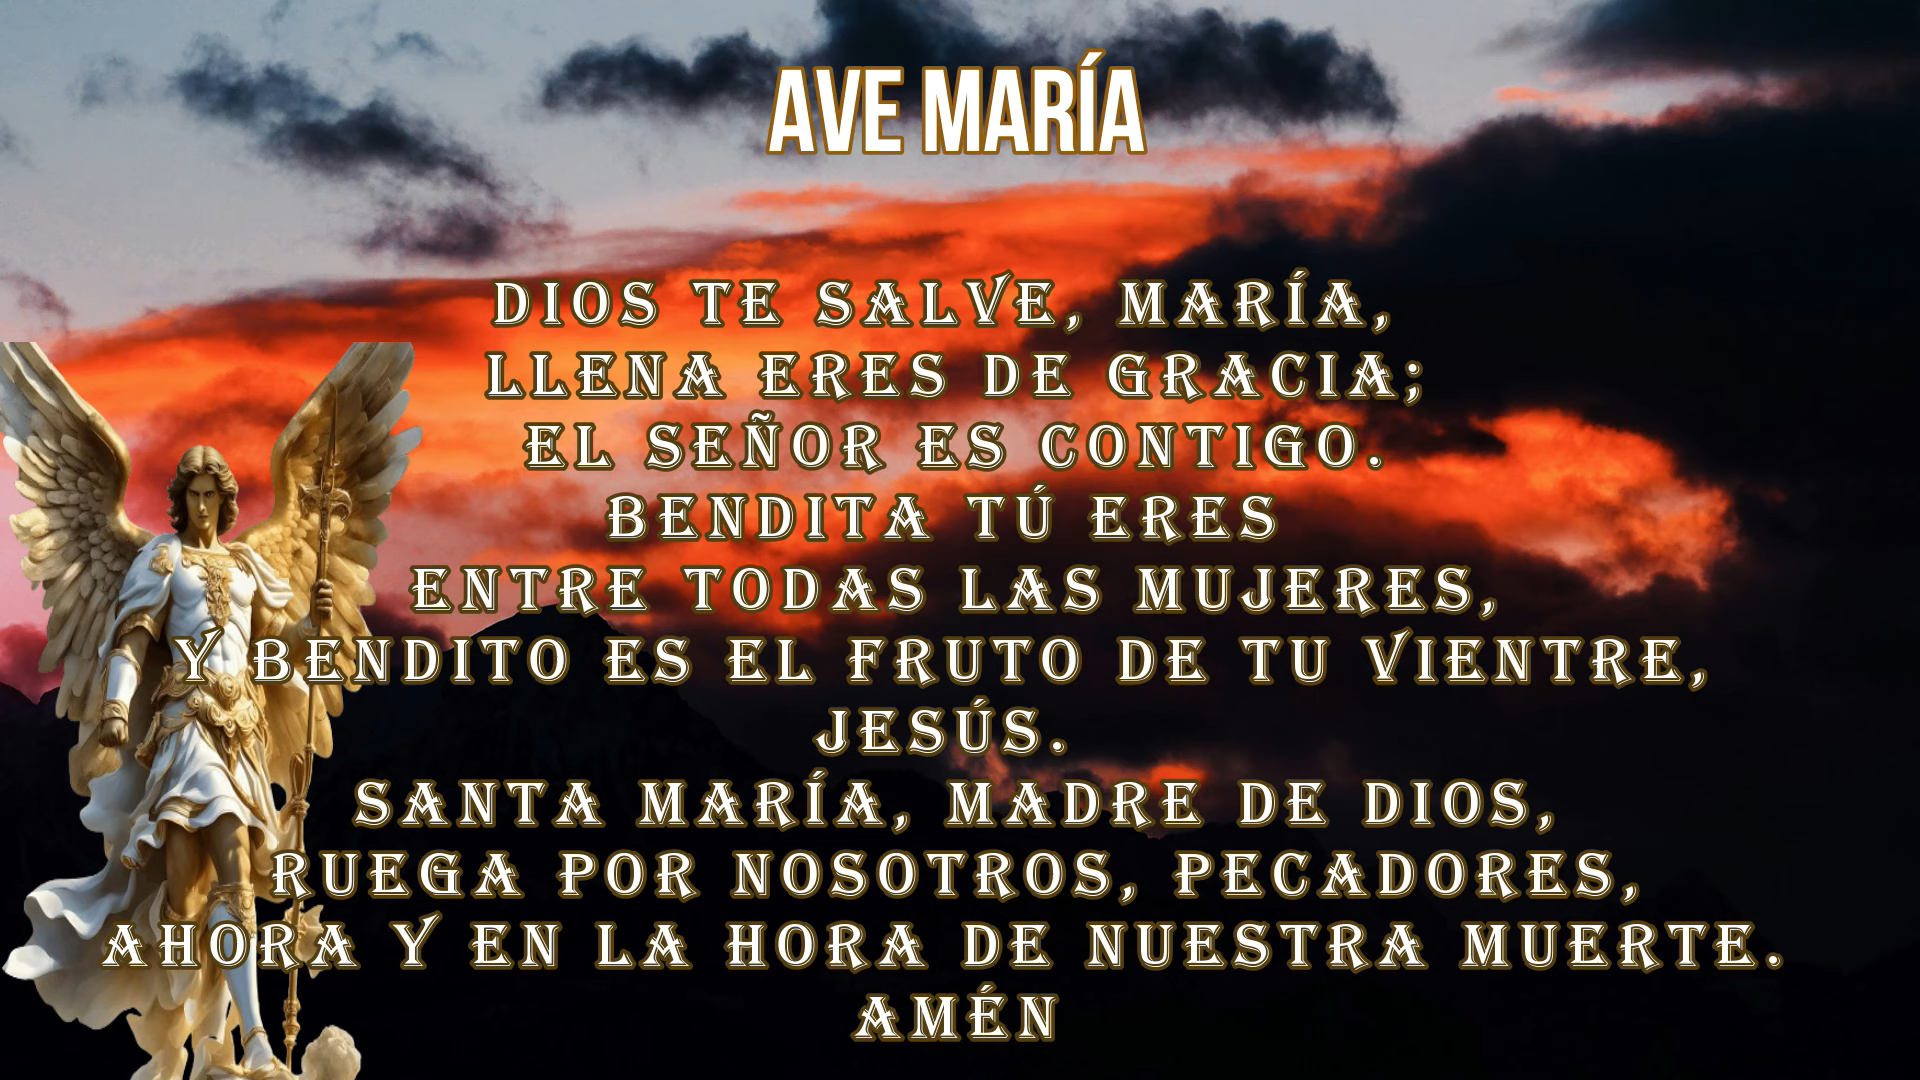 AVE MARÍA
DIOS TE SALVE, MARÍA,
LLENA ERES DE GRACIA;
EL SEÑOR ES CONTIGO.
BENDITA TÚ ERES
ENTRE TODAS LAS MUJERES,
Y BENDITO ES EL FRUTO DE TU VIENTRE,
JESÚS.
SANTA MARÍA, MADRE DE DIOS,
RUEGA POR NOSOTROS, PECADORES,
AHORA Y EN LA HORA DE NUESTRA MUERTE.
AMÉN